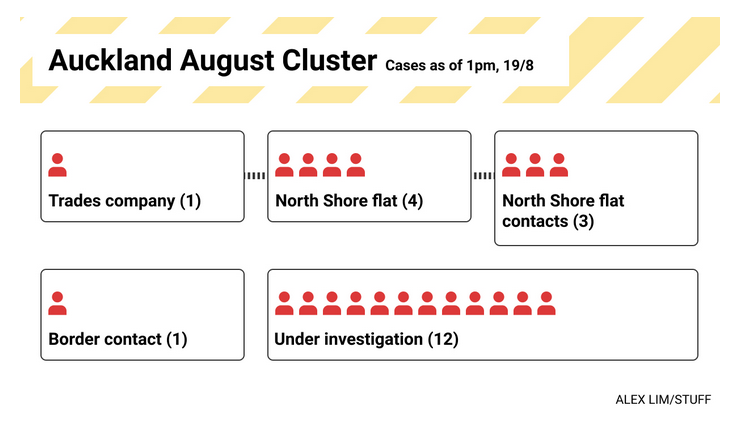 Auckland August Cluster Cases as of 1pm, 19/8
Trades company (1)
North Shore flat (4)
North Shore flat
contacts (3)
Border contact (1)
Under investigation (12)
ALEX LIM/STUFF